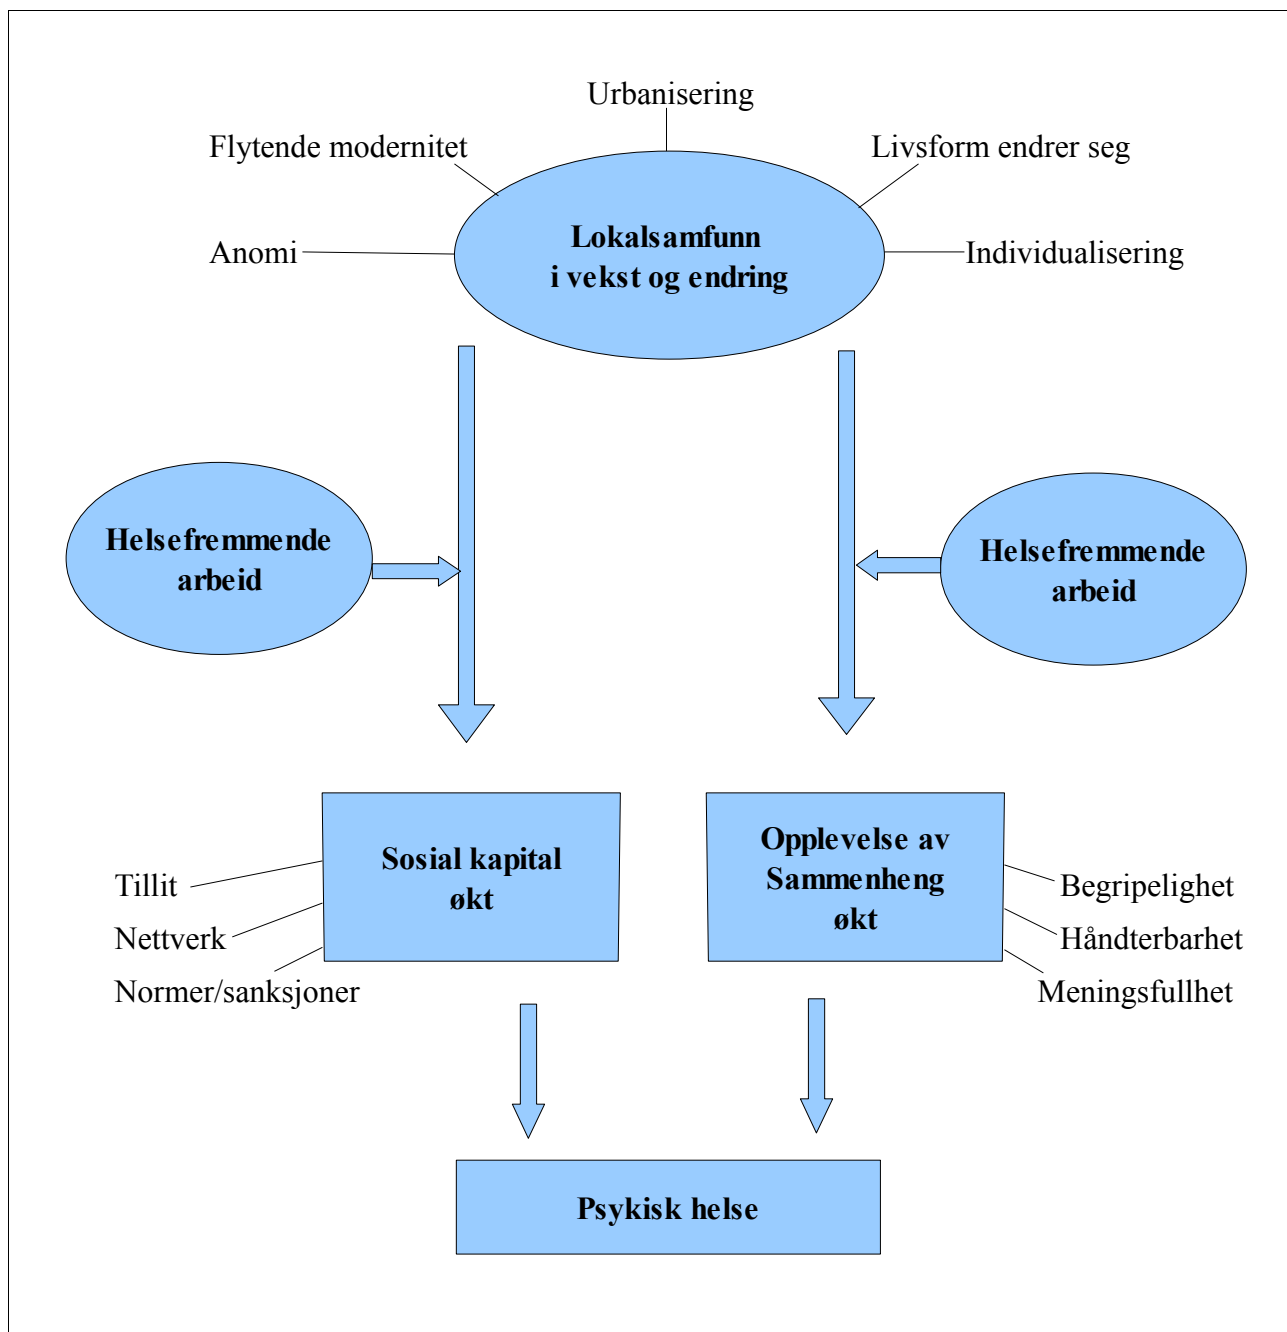 Urbanisering
Flytende modernitet
Livsform endrer seg
Anomi
Lokalsamfunn
i vekst og endring
Individualisering
Helsefremmende
arbeid
Helsefremmende
arbeid
Sosial kapital
økt
Tillit
Nettverk
Normer/sanksjoner
Opplevelse av
Sammenheng
økt
Begripelighet
Håndterbarhet
Meningsfullhet
Psykisk helse